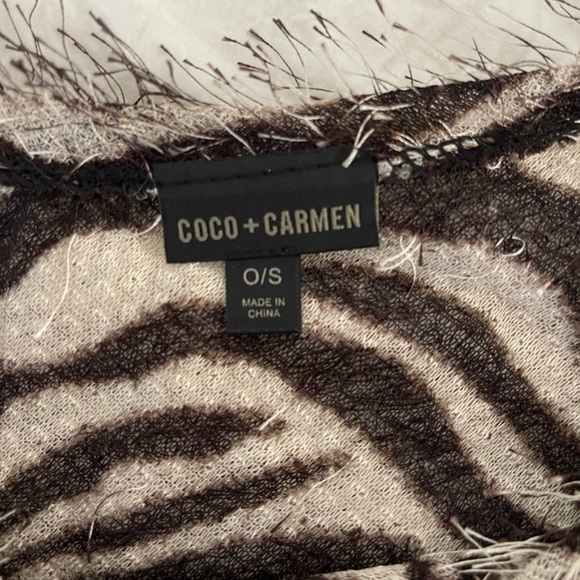 COCO + CARMEN
O/S
MADE IN
CHINA